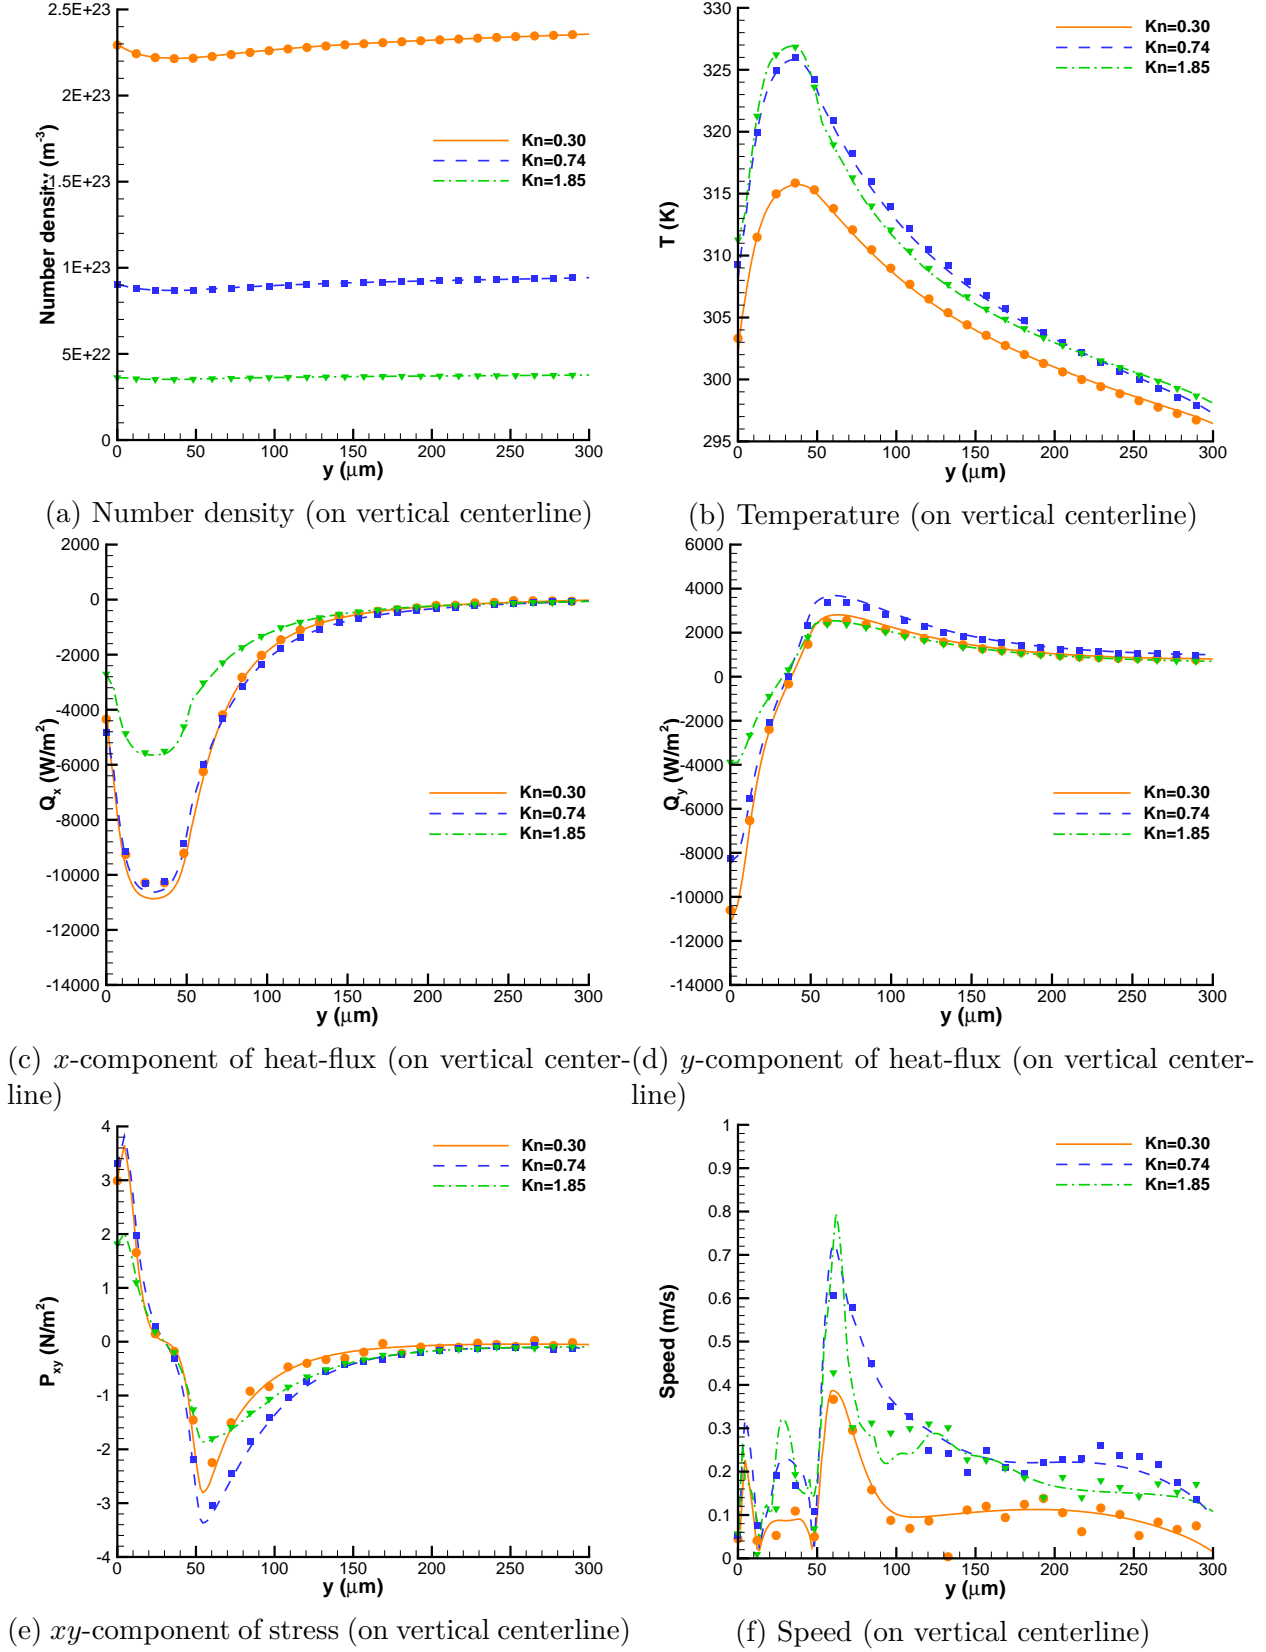 2.5E+23
2E+23
1.5E+23
1E+23
5E+22
0
Number density (m⁻³)
Kn=0.30
Kn=0.74
Kn=1.85
0 50 100 150 200 250 300
y (μm)
(a) Number density (on vertical centerline)
330
325
320
315
310
305
300
295
T (K)
Kn=0.30
Kn=0.74
Kn=1.85
0 50 100 150 200 250 300
y (μm)
(b) Temperature (on vertical centerline)
2000
0
-2000
-4000
-6000
-8000
-10000
-12000
-14000
Qₓ (W/m²)
Kn=0.30
Kn=0.74
Kn=1.85
0 50 100 150 200 250 300
y (μm)
(c) x-component of heat-flux (on vertical center-
line)
6000
4000
2000
0
-2000
-4000
-6000
-8000
-10000
-12000
-14000
Q_y (W/m²)
Kn=0.30
Kn=0.74
Kn=1.85
0 50 100 150 200 250 300
y (μm)
(d) y-component of heat-flux (on vertical center-
line)
4
3
2
1
0
-1
-2
-3
-4
P_xy (N/m²)
Kn=0.30
Kn=0.74
Kn=1.85
0 50 100 150 200 250 300
y (μm)
(e) xy-component of stress (on vertical centerline)
1
0.9
0.8
0.7
0.6
0.5
0.4
0.3
0.2
0.1
0
Speed (m/s)
Kn=0.30
Kn=0.74
Kn=1.85
0 50 100 150 200 250 300
y (μm)
(f) Speed (on vertical centerline)